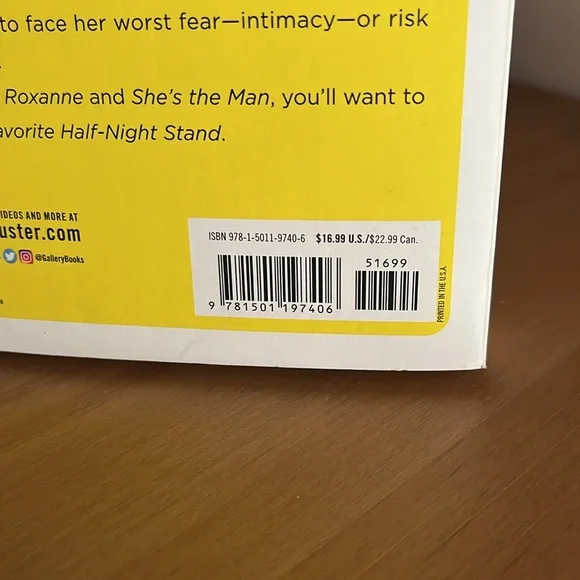 to face her worst fear—intimacy—or risk
.
Roxanne and She's the Man, you'll want to
avorite Half-Night Stand.
IDEOS AND MORE AT
uster.com
@GalleryBooks
ISBN 978-1-5011-9740-6 $16.99 U.S./$22.99 Can.
51699
9 781501 197406
PRINTED IN THE U.S.A.